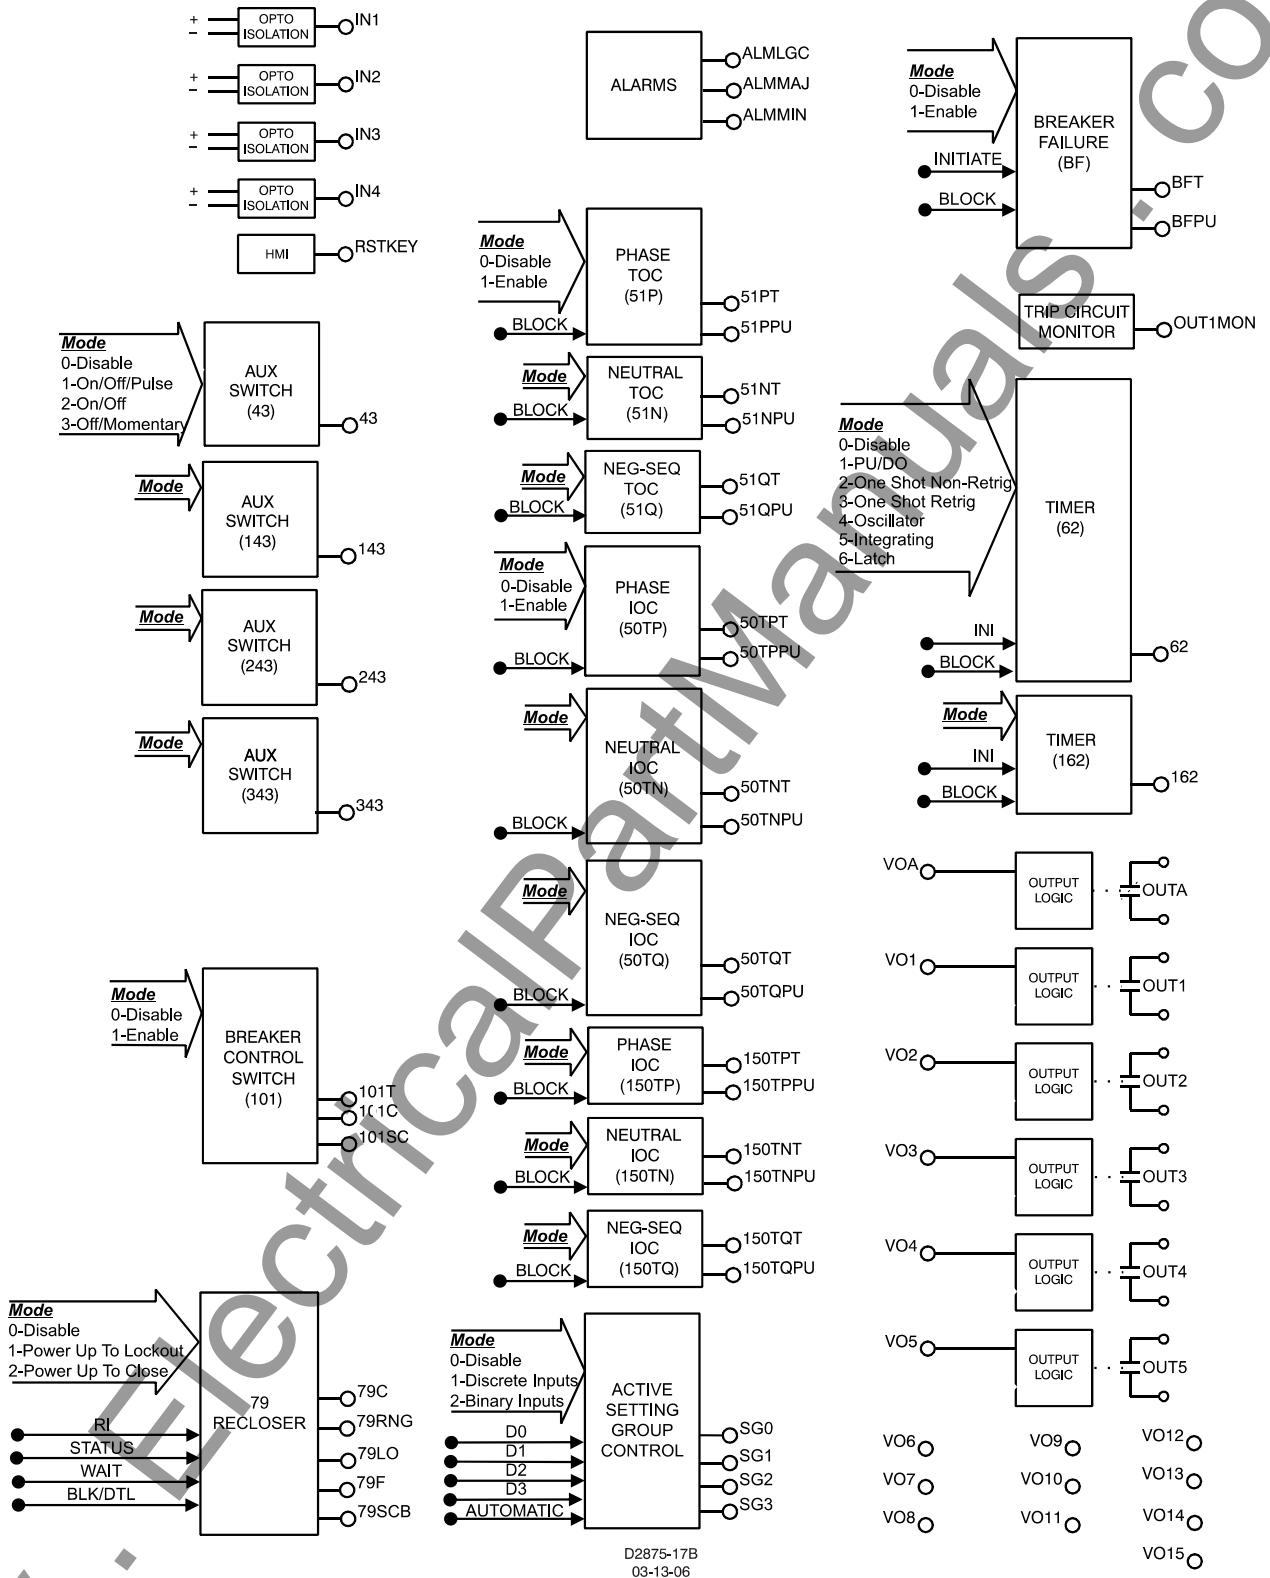 +
−
OPTO
ISOLATION
IN1
+
−
OPTO
ISOLATION
IN2
+
−
OPTO
ISOLATION
IN3
+
−
OPTO
ISOLATION
IN4
HMI
RSTKEY
Mode
0-Disable
1-On/Off/Pulse
2-On/Off
3-Off/Momentary
AUX
SWITCH
(43)
43
Mode
AUX
SWITCH
(143)
143
Mode
AUX
SWITCH
(243)
243
Mode
AUX
SWITCH
(343)
343
Mode
0-Disable
1-Enable
BREAKER
CONTROL
SWITCH
(101)
101T
101C
101SC
Mode
0-Disable
1-Power Up To Lockout
2-Power Up To Close
RI
STATUS
WAIT
BLK/DTL
79
RECLOSER
79C
79RNG
79LO
79F
79SCB
ALARMS
ALMLGC
ALMMAJ
ALMMIN
Mode
0-Disable
1-Enable
BLOCK
PHASE
TOC
(51P)
51PT
51PPU
Mode
BLOCK
NEUTRAL
TOC
(51N)
51NT
51NPU
Mode
BLOCK
NEG-SEQ
TOC
(51Q)
51QT
51QPU
Mode
0-Disable
1-Enable
BLOCK
PHASE
IOC
(50TP)
50TPT
50TPPU
Mode
BLOCK
NEUTRAL
IOC
(50TN)
50TNT
50TNPU
Mode
BLOCK
NEG-SEQ
IOC
(50TQ)
50TQT
50TQPU
Mode
BLOCK
PHASE
IOC
(150TP)
150TPT
150TPPU
Mode
BLOCK
NEUTRAL
IOC
(150TN)
150TNT
150TNPU
Mode
BLOCK
NEG-SEQ
IOC
(150TQ)
150TQT
150TQPU
Mode
0-Disable
1-Discrete Inputs
2-Binary Inputs
D0
D1
D2
D3
AUTOMATIC
ACTIVE
SETTING
GROUP
CONTROL
SG0
SG1
SG2
SG3
D2875-17B
03-13-06
Mode
0-Disable
1-Enable
INITIATE
BLOCK
BREAKER
FAILURE
(BF)
BFT
BFPU
TRIP CIRCUIT
MONITOR
OUT1MON
Mode
0-Disable
1-PU/DO
2-One Shot Non-Retrig
3-One Shot Retrig
4-Oscillator
5-Integrating
6-Latch
INI
BLOCK
TIMER
(62)
62
Mode
INI
BLOCK
TIMER
(162)
162
VOA
OUTPUT
LOGIC
OUTA
VO1
OUTPUT
LOGIC
OUT1
VO2
OUTPUT
LOGIC
OUT2
VO3
OUTPUT
LOGIC
OUT3
VO4
OUTPUT
LOGIC
OUT4
VO5
OUTPUT
LOGIC
OUT5
VO6
VO7
VO8
VO9
VO10
VO11
VO12
VO13
VO14
VO15
. ElectricalPartManuals . co